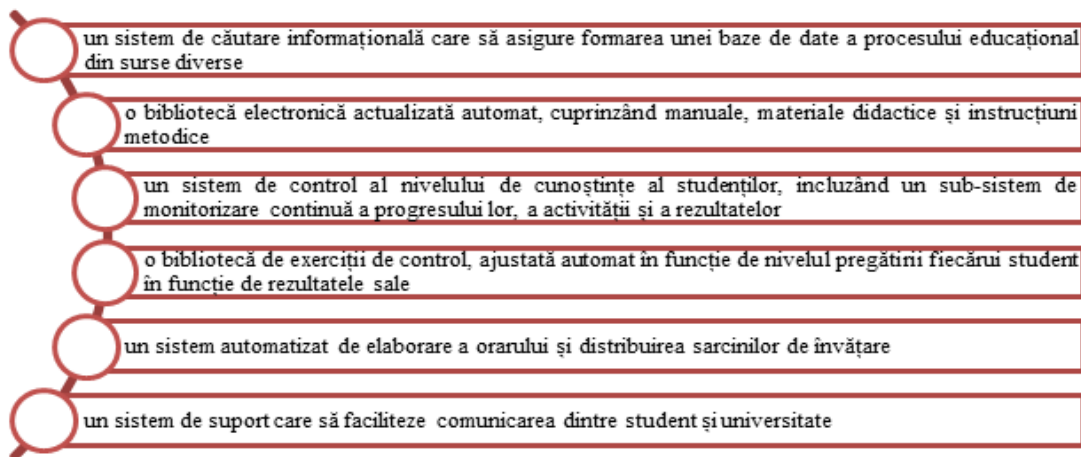 un sistem de căutare informațională care să asigure formarea unei baze de date a procesului educațional
din surse diverse
o bibliotecă electronică actualizată automat, cuprinzând manuale, materiale didactice și instrucțiuni
metodice
un sistem de control al nivelului de cunoștințe al studenților, incluzând un sub-sistem de
monitorizare continuă a progresului lor, a activității și a rezultatelor
o bibliotecă de exerciții de control, ajustată automat în funcție de nivelul pregătirii fiecărui student
în funcție de rezultatele sale
un sistem automatizat de elaborare a orarului și distribuirea sarcinilor de învățare
un sistem de suport care să faciliteze comunicarea dintre student și universitate